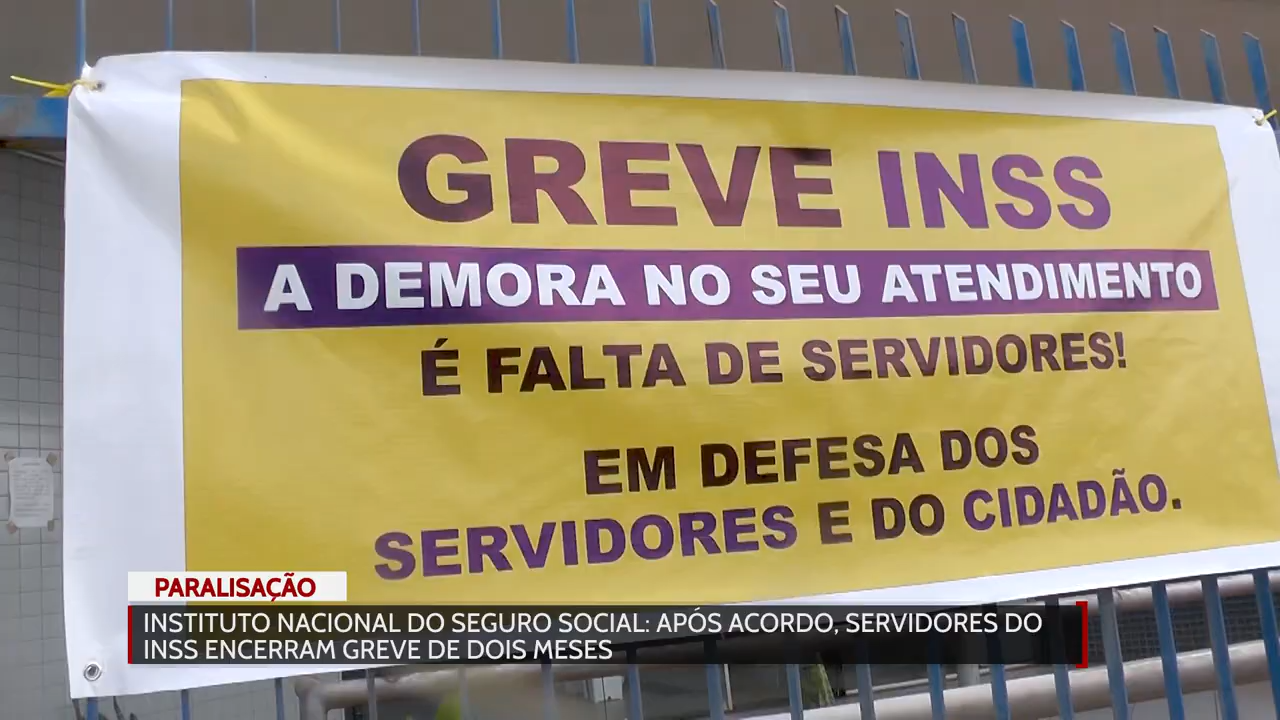 GREVE INSS
A DEMORA NO SEU ATENDIMENTO
É FALTA DE SERVIDORES!
EM DEFESA DOS
SERVIDORES E DO CIDADÃO.
PARALISAÇÃO
INSTITUTO NACIONAL DO SEGURO SOCIAL: APÓS ACORDO, SERVIDORES DO
INSS ENCERRAM GREVE DE DOIS MESES